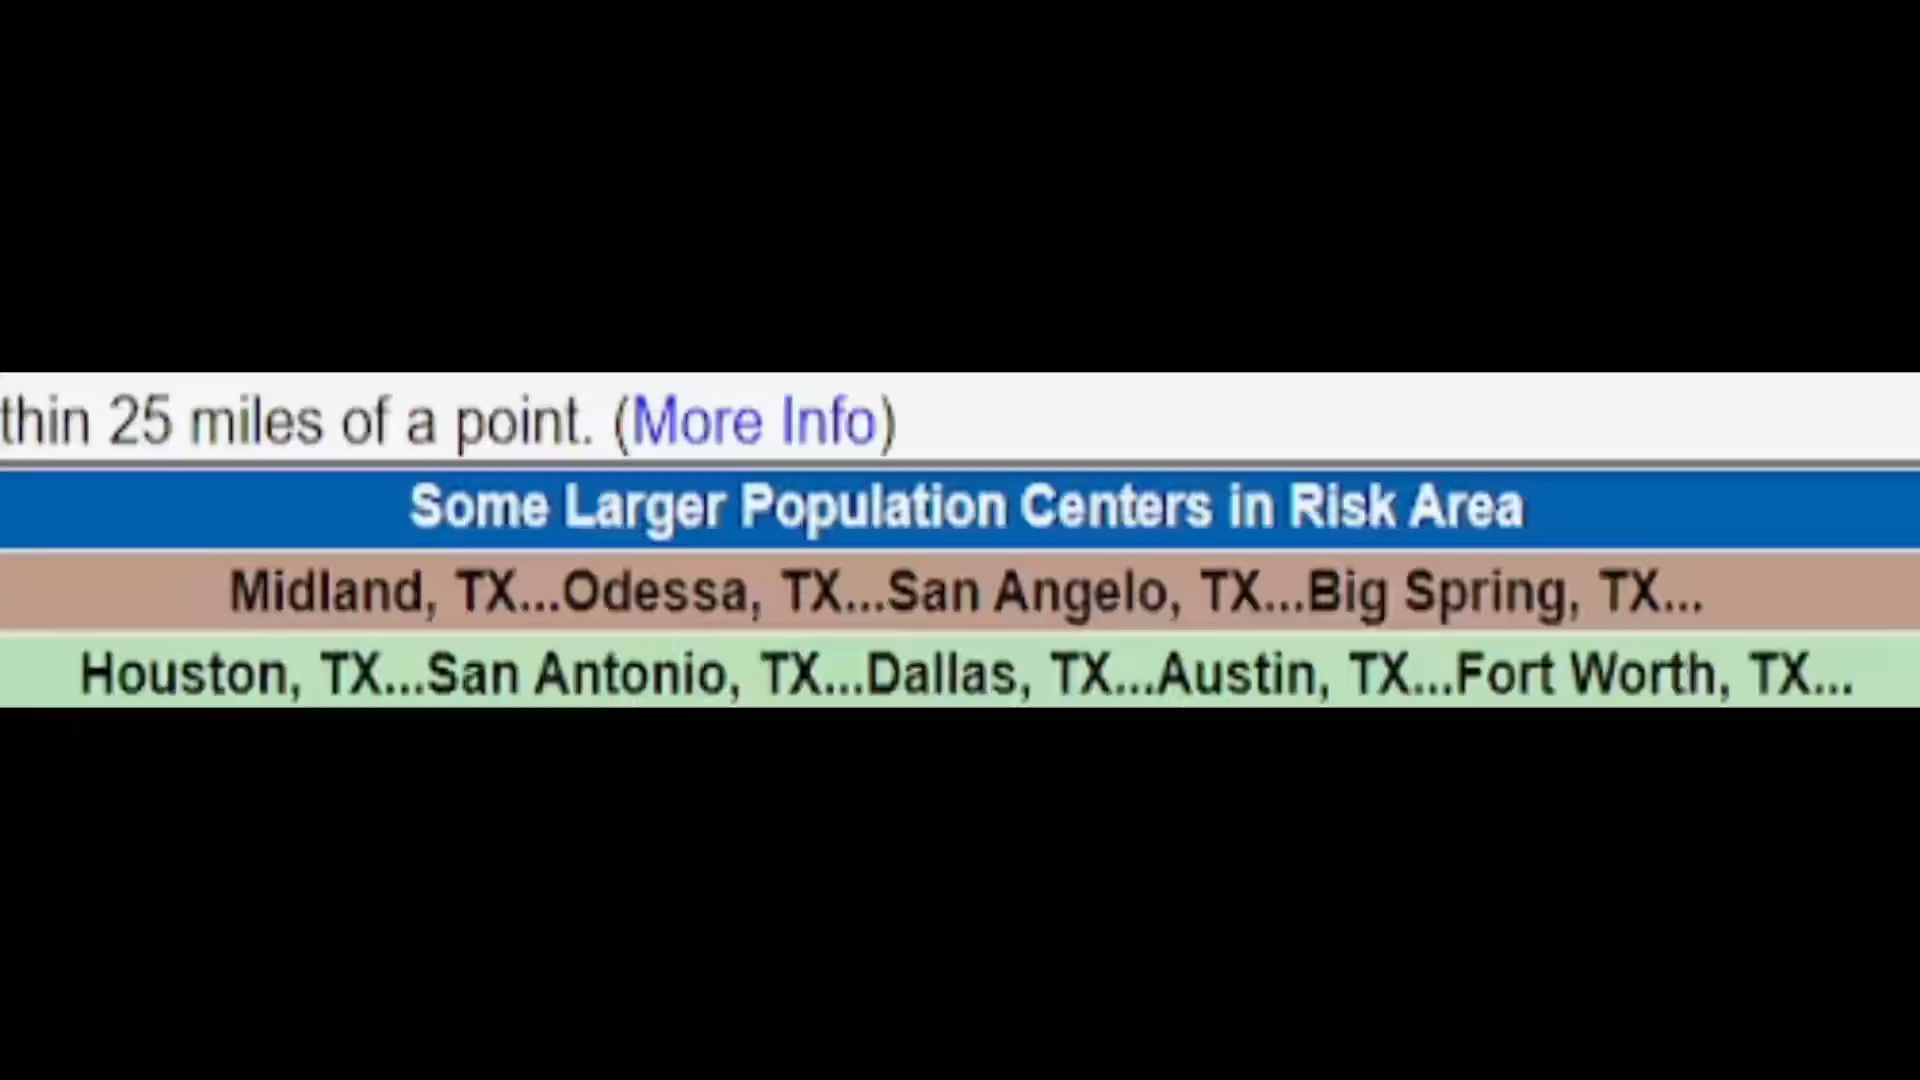 thin 25 miles of a point. (More Info)
Some Larger Population Centers in Risk Area
Midland, TX...Odessa, TX...San Angelo, TX...Big Spring, TX...
Houston, TX...San Antonio, TX...Dallas, TX...Austin, TX...Fort Worth, TX...